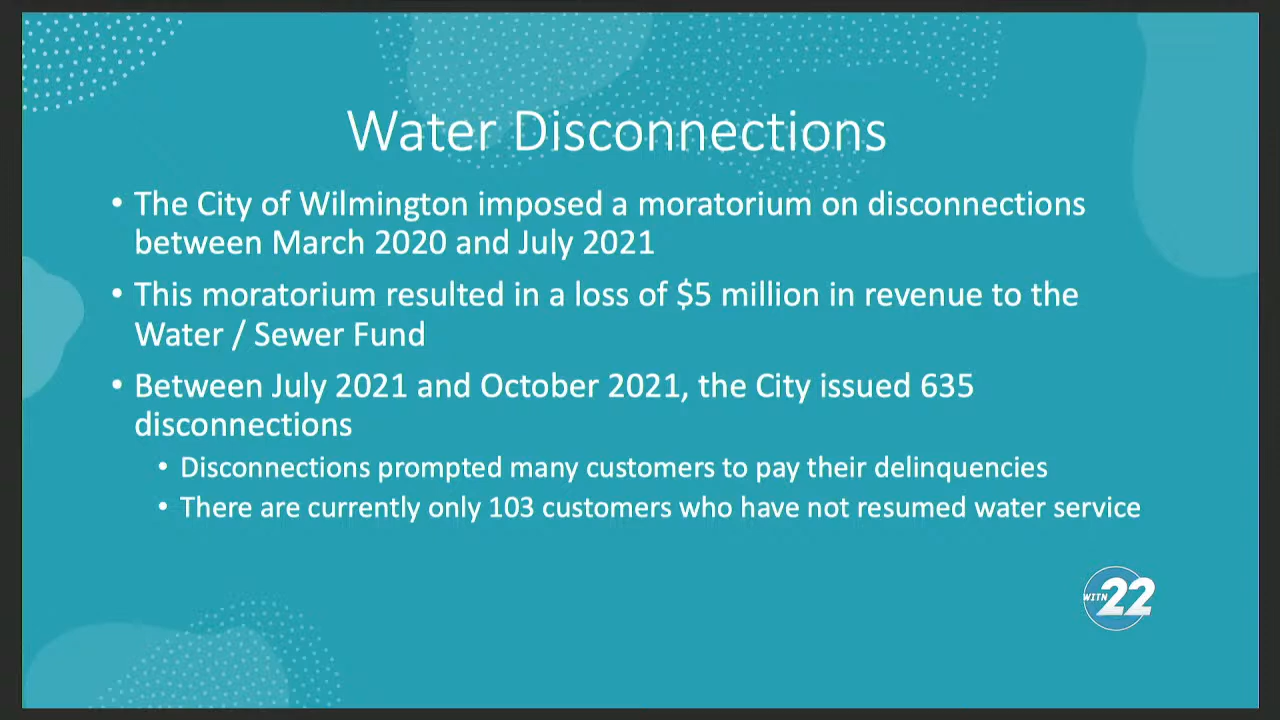 Water Disconnections
• The City of Wilmington imposed a moratorium on disconnections
between March 2020 and July 2021
• This moratorium resulted in a loss of $5 million in revenue to the
Water / Sewer Fund
• Between July 2021 and October 2021, the City issued 635
disconnections
• Disconnections prompted many customers to pay their delinquencies
• There are currently only 103 customers who have not resumed water service
WITN 22